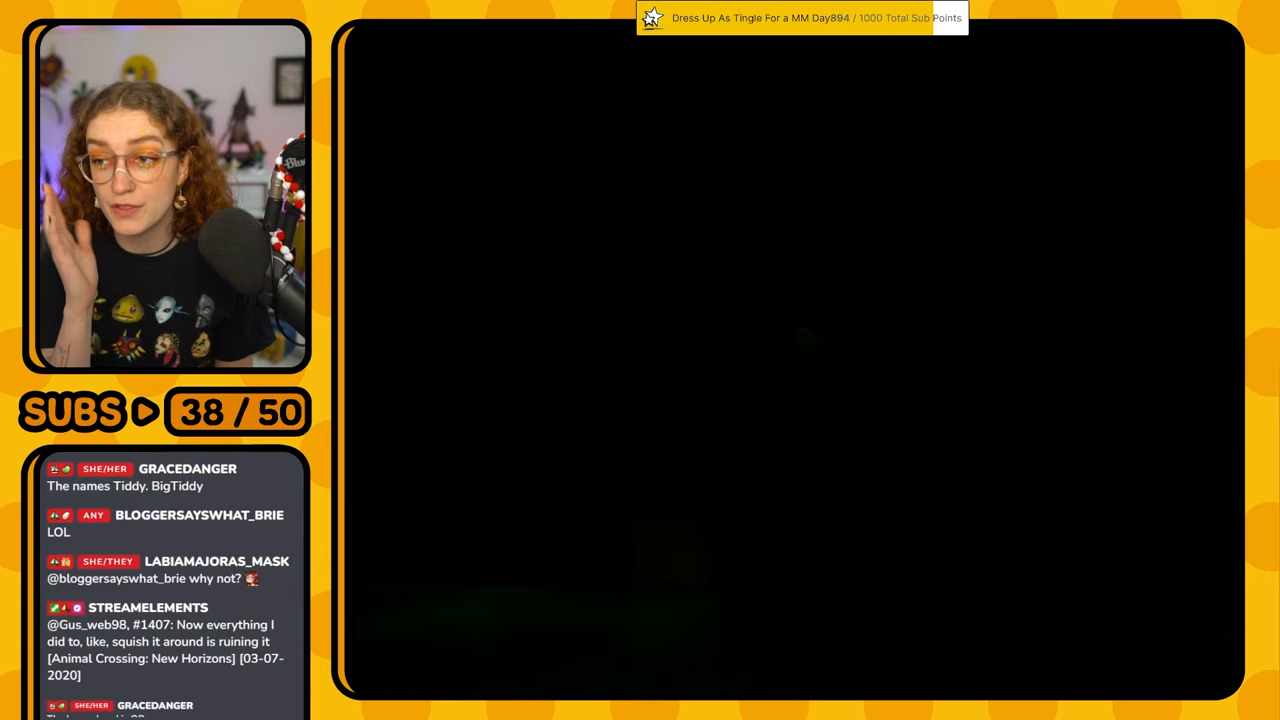 Dress Up As Tingle For a MM Day894 / 1000 Total Sub Points
Blue
SUBS 38 / 50
SHE/HER GRACEDANGER
The names Tiddy. BigTiddy
ANY BLOGGERSAYSWHAT_BRIE
LOL
SHE/THEY LABIAMAJORAS_MASK
@bloggersayswhat_brie why not?
STREAMELEMENTS
@Gus_web98, #1407: Now everything I
did to, like, squish it around is ruining it
[Animal Crossing: New Horizons] [03-07-
2020]
SHE/HER GRACEDANGER